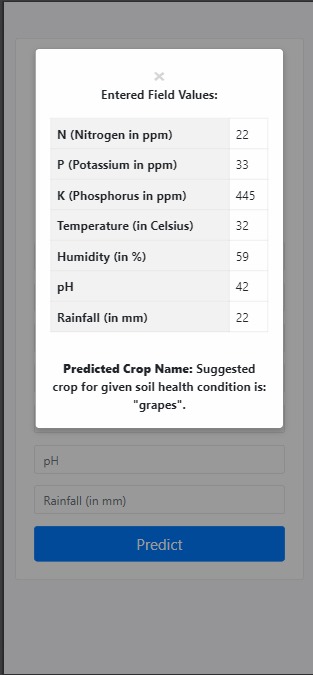 ×
Entered Field Values:
N (Nitrogen in ppm) 22
P (Potassium in ppm) 33
K (Phosphorus in ppm) 445
Temperature (in Celsius) 32
Humidity (in %) 59
pH 42
Rainfall (in mm) 22
Predicted Crop Name: Suggested
crop for given soil health condition is:
"grapes".
pH
Rainfall (in mm)
Predict